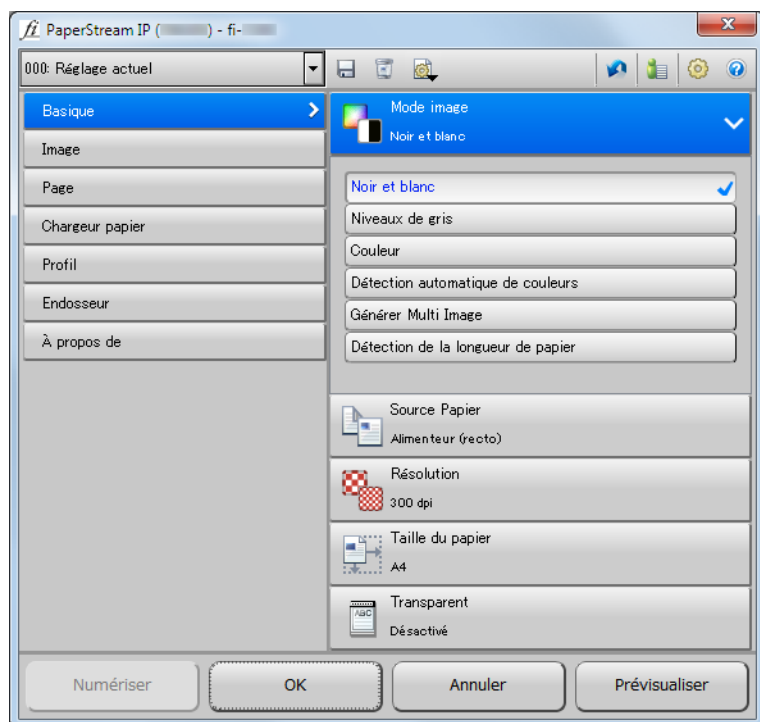 fi PaperStream IP ( ) - fi-
000: Réglage actuel
Basique
Image
Page
Chargeur papier
Profil
Endosseur
À propos de
Mode image
Noir et blanc
Noir et blanc
Niveaux de gris
Couleur
Détection automatique de couleurs
Générer Multi Image
Détection de la longueur de papier
Source Papier
Alimenteur (recto)
Résolution
300 dpi
Taille du papier
A4
ABC
Transparent
Désactivé
Numériser
OK
Annuler
Prévisualiser